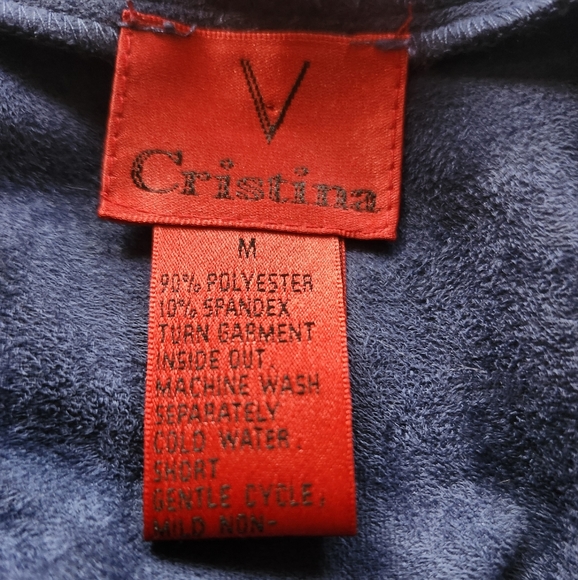 V
Cristina
M
90% POLYESTER
10% SPANDEX
TURN GARMENT
INSIDE OUT,
MACHINE WASH
SEPARATELY
COLD WATER.
SHORT
GENTLE CYCLE,
MILD NON-